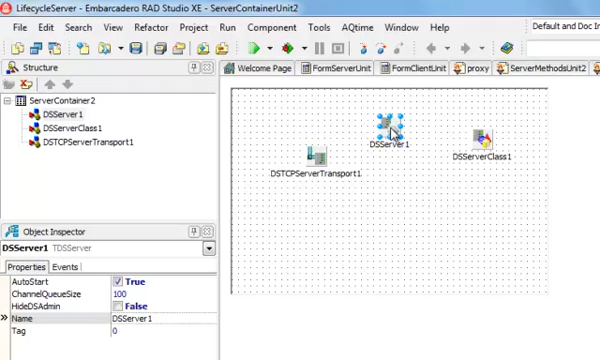 LifecycleServer - Embarcadero RAD Studio XE - ServerContainerUnit2
File Edit Search View Refactor Project Run Component Tools AQtime Window Help
Default and Doc In
Structure
Welcome Page FormServerUnit FormClientUnit proxy ServerMethodsUnit2
ServerContainer2
DSServer1
DSServerClass1
DSTCPServerTransport1
DSServer1
DSServerClass1
DSTCPServerTransport1
Object Inspector
DSServer1 TDSServer
Properties Events
AutoStart True
ChannelQueueSize 100
HideDSAdmin False
Name DSServer1
Tag 0